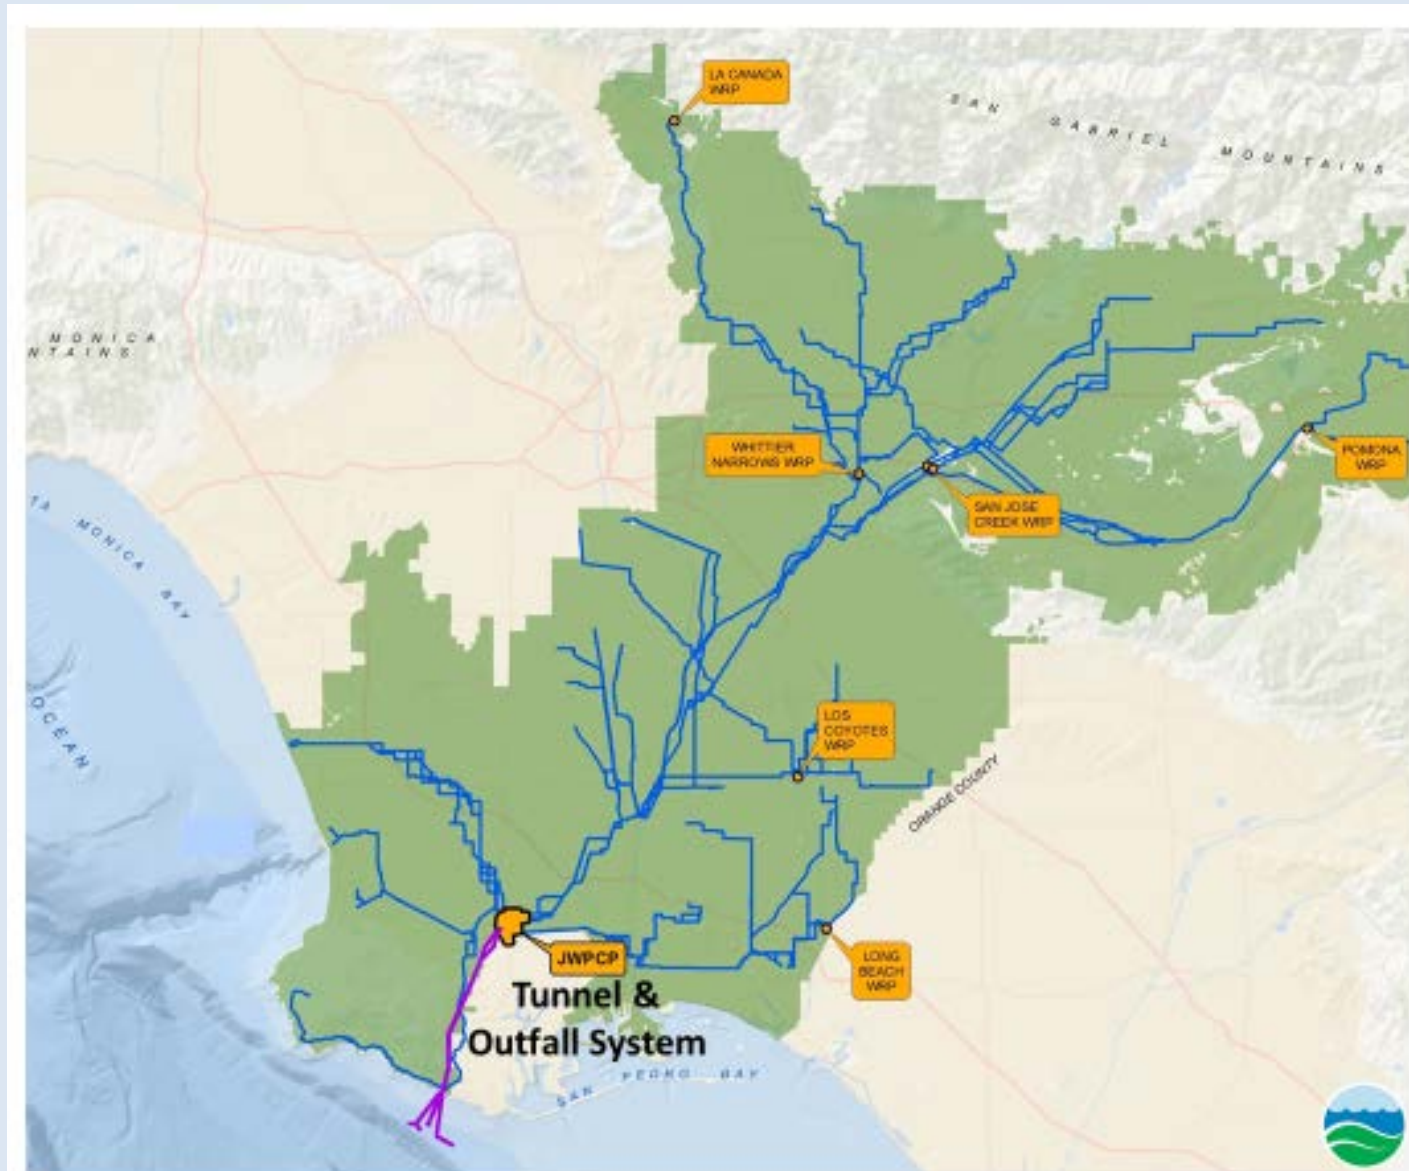 LA CANADA
WRP
SAN GABRIEL MOUNTAINS
MONICA
NTAINS
WHITTIER
NARROWS WRP
POMONA
WRP
SAN JOSE
CREEK WRP
TA MONICA BAY
OCEAN
LOS
COYOTES
WRP
ORANGE COUNTY
JWPCP
LONG
BEACH
WRP
Tunnel &
Outfall System
SAN PEDRO BAY